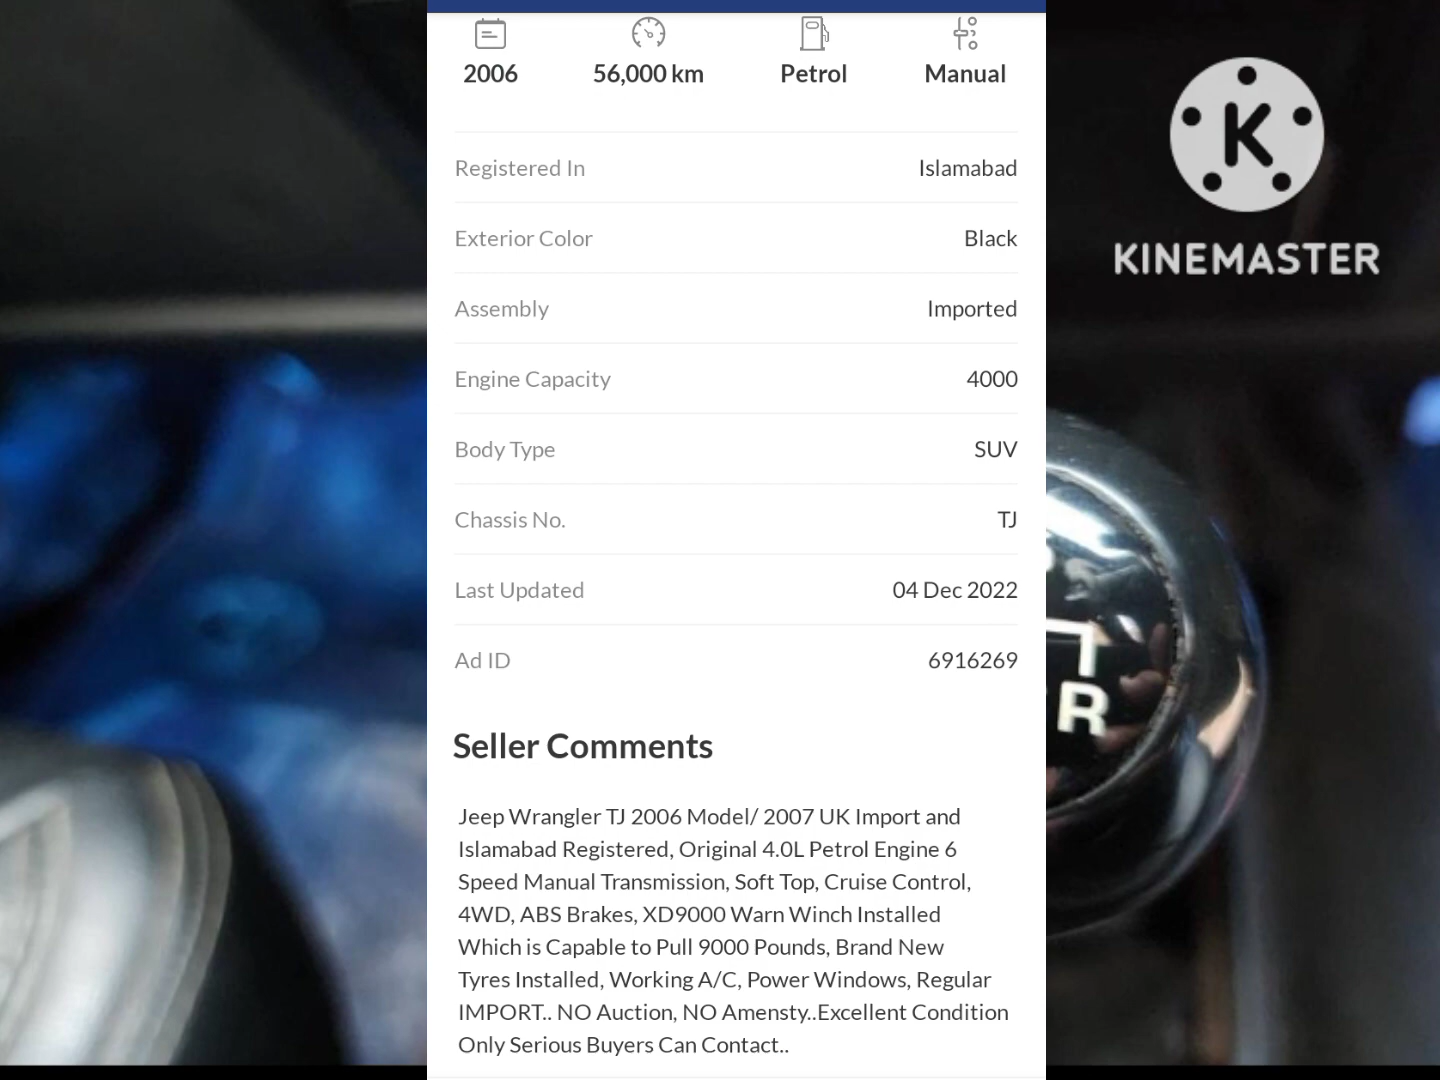 2006
56,000 km
Petrol
Manual
Registered In Islamabad
Exterior Color Black
Assembly Imported
Engine Capacity 4000
Body Type SUV
Chassis No. TJ
Last Updated 04 Dec 2022
Ad ID 6916269
Seller Comments
Jeep Wrangler TJ 2006 Model/ 2007 UK Import and
Islamabad Registered, Original 4.0L Petrol Engine 6
Speed Manual Transmission, Soft Top, Cruise Control,
4WD, ABS Brakes, XD9000 Warn Winch Installed
Which is Capable to Pull 9000 Pounds, Brand New
Tyres Installed, Working A/C, Power Windows, Regular
IMPORT.. NO Auction, NO Amensty..Excellent Condition
Only Serious Buyers Can Contact..
K
KINEMASTER
R